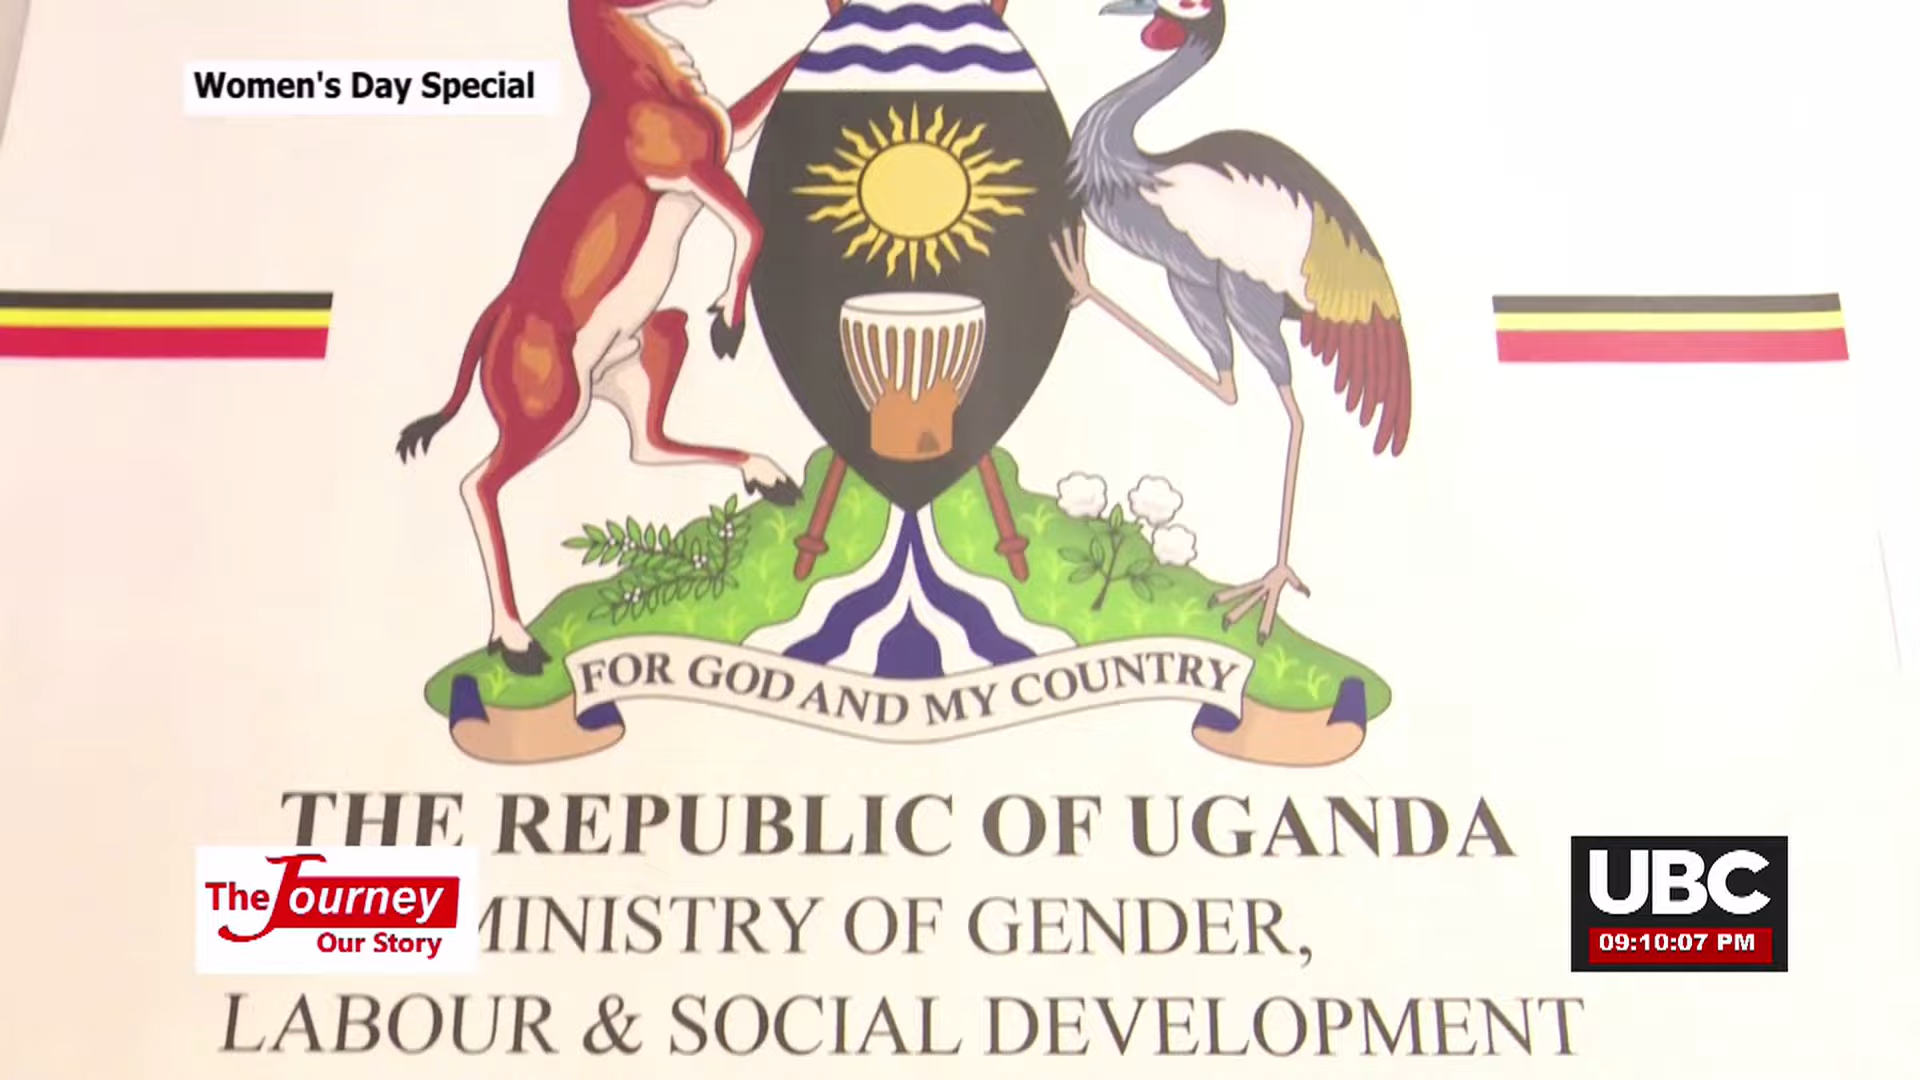 Women's Day Special
FOR GOD AND MY COUNTRY
THE REPUBLIC OF UGANDA
MINISTRY OF GENDER,
LABOUR & SOCIAL DEVELOPMENT
The Journey
Our Story
UBC
09:10:07 PM